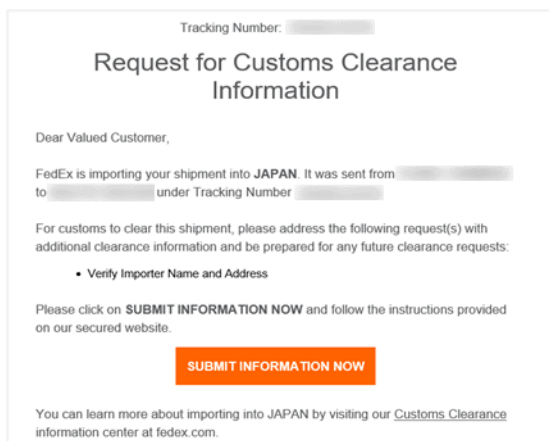 Tracking Number:
Request for Customs Clearance
Information
Dear Valued Customer,
FedEx is importing your shipment into JAPAN. It was sent from
to under Tracking Number
For customs to clear this shipment, please address the following request(s) with
additional clearance information and be prepared for any future clearance requests:
• Verify Importer Name and Address
Please click on SUBMIT INFORMATION NOW and follow the instructions provided
on our secured website.
SUBMIT INFORMATION NOW
You can learn more about importing into JAPAN by visiting our Customs Clearance
information center at fedex.com.